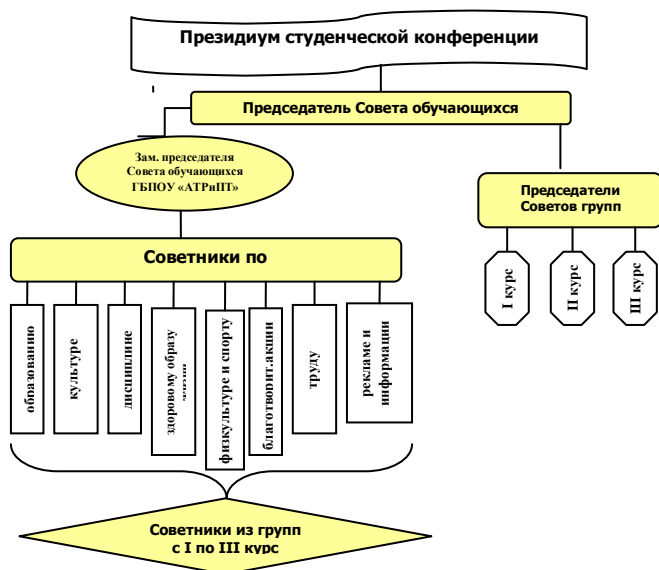 Президиум студенческой конференции
Председатель Совета обучающихся
Зам. председателя
Совета обучающихся
ГБПОУ «АТРиПТ»
Председатели
Советов групп
Советники по
I курс
II курс
III курс
образованию
культуре
дисциплине
здоровому образу
физкультуре и спорту
благотворит.акции
труду
рекламе и
информации
Советники из групп
с I по III курс